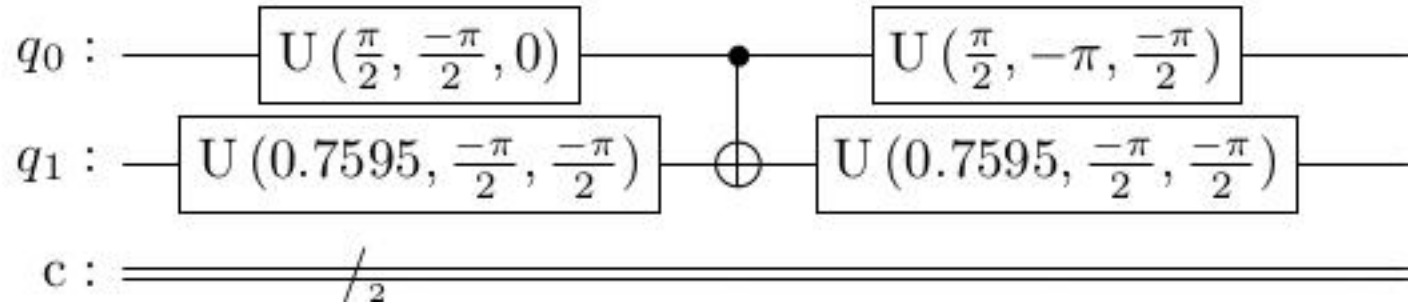 q₀ : U(π/2, -π/2, 0) U(π/2, -π, -π/2)
q₁ : U(0.7595, -π/2, -π/2) U(0.7595, -π/2, -π/2)
c : 2